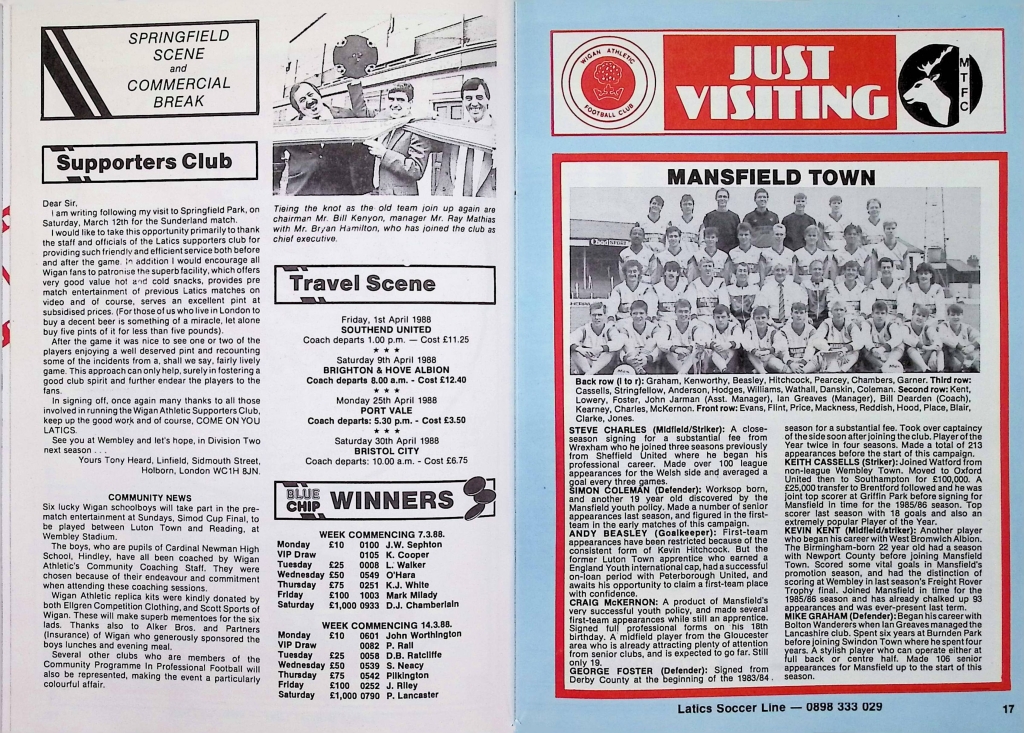 SPRINGFIELD
SCENE
and
COMMERCIAL
BREAK
Supporters Club
Dear Sir,
I am writing following my visit to Springfield Park, on
Saturday, March 12th for the Sunderland match.
I would like to take this opportunity primarily to thank
the staff and officials of the Latics supporters club for
providing such friendly and efficient service both before
and after the game. In addition I would encourage all
Wigan fans to patronise the superb facility, which offers
very good value hot and cold snacks, provides pre
match entertainment of previous Latics matches on
video and of course, serves an excellent pint at
subsidised prices. (For those of us who live in London to
buy a decent beer is something of a miracle, let alone
buy five pints of it for less than five pounds).
After the game it was nice to see one or two of the
players enjoying a well deserved pint and recounting
some of the incidents from a, shall we say, fairly lively
game. This approach can only help, surely in fostering a
good club spirit and further endear the players to the
fans.
In signing off, once again many thanks to all those
involved in running the Wigan Athletic Supporters Club,
keep up the good work and of course, COME ON YOU
LATICS.
See you at Wembley and let's hope, in Division Two
next season . . .
Yours Tony Heard, Linfield, Sidmouth Street,
Holborn, London WC1H 8JN.
COMMUNITY NEWS
Six lucky Wigan schoolboys will take part in the pre-
match entertainment at Sundays, Simod Cup Final, to
be played between Luton Town and Reading, at
Wembley Stadium.
The boys, who are pupils of Cardinal Newman High
School, Hindley, have all been coached by Wigan
Athletic's Community Coaching Staff. They were
chosen because of their endeavour and commitment
when attending these coaching sessions.
Wigan Athletic replica kits were kindly donated by
both Ellgren Competition Clothing, and Scott Sports of
Wigan. These will make superb mementoes for the six
lads. Thanks also to Alker Bros. and Partners
(Insurance) of Wigan who generously sponsored the
boys lunches and evening meal.
Several other clubs who are members of the
Community Programme In Professional Football will
also be represented, making the event a particularly
colourful affair.
Tieing the knot as the old team join up again are
chairman Mr. Bill Kenyon, manager Mr. Ray Mathias
with Mr. Bryan Hamilton, who has joined the club as
chief executive.
Travel Scene
Friday, 1st April 1988
SOUTHEND UNITED
Coach departs 1.00 p.m. — Cost £11.25
★ ★ ★
Saturday 9th April 1988
BRIGHTON & HOVE ALBION
Coach departs 8.00 a.m. - Cost £12.40
★ ★ ★
Monday 25th April 1988
PORT VALE
Coach departs: 5.30 p.m. - Cost £3.50
★ ★ ★
Saturday 30th April 1988
BRISTOL CITY
Coach departs: 10.00 a.m. - Cost £6.75
BLUE CHIP WINNERS
WEEK COMMENCING 7.3.88.
Monday £10 0100 J.W. Sephton
VIP Draw 0105 K. Cooper
Tuesday £25 0008 L. Walker
Wednesday £50 0549 O'Hara
Thursday £75 0251 K.J. White
Friday £100 1003 Mark Milady
Saturday £1,000 0933 D.J. Chamberlain
WEEK COMMENCING 14.3.88.
Monday £10 0601 John Worthington
VIP Draw 0082 P. Rall
Tuesday £25 0058 D.B. Ratcliffe
Wednesday £50 0539 S. Neacy
Thursday £75 0542 Pilkington
Friday £100 0252 J. Riley
Saturday £1,000 0790 P. Lancaster
WIGAN ATHLETIC
FOOTBALL CLUB
JUST
VISITING
MTFC
MANSFIELD TOWN
Back row (l to r): Graham, Kenworthy, Beasley, Hitchcock, Pearcey, Chambers, Garner. Third row:
Cassells, Stringfellow, Anderson, Hodges, Williams, Wathall, Danskin, Coleman. Second row: Kent,
Lowery, Foster, John Jarman (Asst. Manager), Ian Greaves (Manager), Bill Dearden (Coach),
Kearney, Charles, McKernon. Front row: Evans, Flint, Price, Mackness, Reddish, Hood, Place, Blair,
Clarke, Jones.
STEVE CHARLES (Midfield/Striker): A close-
season signing for a substantial fee from
Wrexham who he joined three seasons previously
from Sheffield United where he began his
professional career. Made over 100 league
appearances for the Welsh side and averaged a
goal every three games.
SIMON COLEMAN (Defender): Worksop born,
and another 19 year old discovered by the
Mansfield youth policy. Made a number of senior
appearances last season, and figured in the first-
team in the early matches of this campaign.
ANDY BEASLEY (Goalkeeper): First-team
appearances have been restricted because of the
consistent form of Kevin Hitchcock. But the
former Luton Town apprentice who earned a
England Youth international cap, had a successful
on-loan period with Peterborough United, and
awaits his opportunity to claim a first-team place
with confidence.
CRAIG McKERNON: A product of Mansfield's
very successful youth policy, and made several
first-team appearances while still an apprentice.
Signed full professional forms on his 18th
birthday. A midfield player from the Gloucester
area who is already attracting plenty of attention
from senior clubs, and is expected to go far. Still
only 19.
GEORGE FOSTER (Defender): Signed from
Derby County at the beginning of the 1983/84
season for a substantial fee. Took over captaincy
of the side soon after joining the club. Player of the
Year twice in four seasons. Made a total of 213
appearances before the start of this campaign.
KEITH CASSELLS (Striker): Joined Watford from
non-league Wembley Town. Moved to Oxford
United then to Southampton for £100,000. A
£25,000 transfer to Brentford followed and he was
joint top scorer at Griffin Park before signing for
Mansfield in time for the 1985/86 season. Top
Scorer last season with 18 goals and also an
extremely popular Player of the Year.
KEVIN KENT (Midfield/striker): Another player
who began his career with West Bromwich Albion.
The Birmingham-born 22 year old had a season
with Newport County before joining Mansfield
Town. Scored some vital goals in Mansfield's
promotion season, and had the distinction of
scoring at Wembley in last season's Freight Rover
Trophy final. Joined Mansfield in time for the
1985/86 season and has already chalked up 93
appearances and was ever-present last term.
MIKE GRAHAM (Defender): Began his career with
Bolton Wanderers when Ian Greaves managed the
Lancashire club. Spent six years at Burnden Park
before joining Swindon Town where he spent four
years. A stylish player who can operate either at
full back or centre half. Made 106 senior
appearances for Mansfield up to the start of this
season.
Latics Soccer Line — 0898 333 029
17